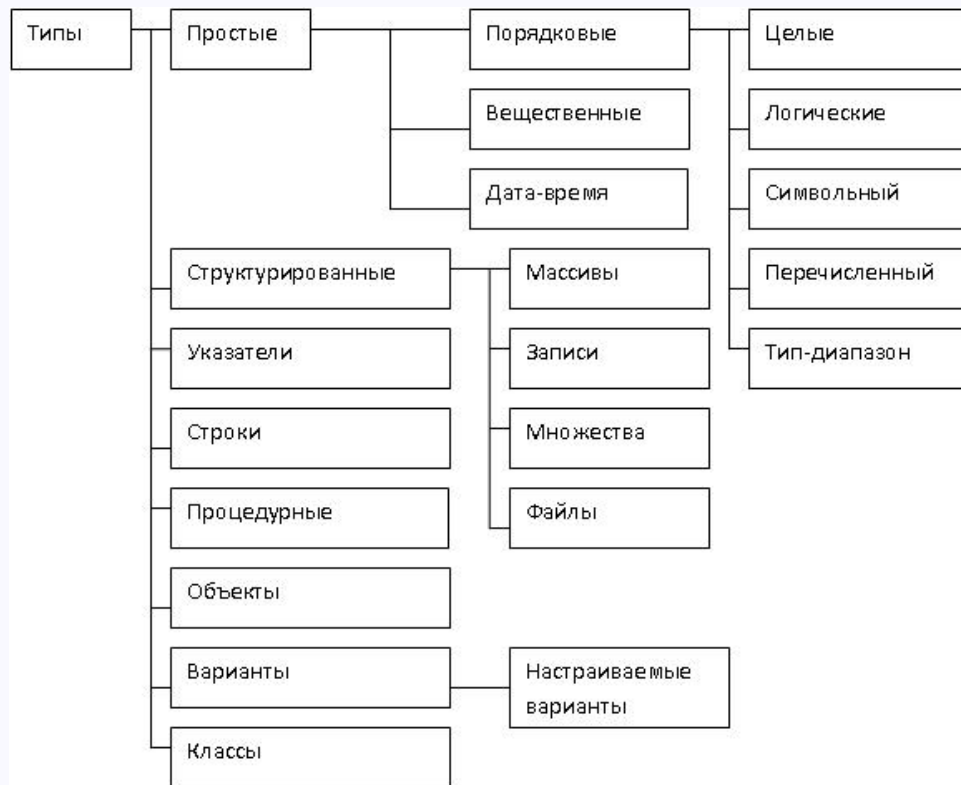 Типы
Простые
Порядковые
Целые
Вещественные
Логические
Дата-время
Символьный
Структурированные
Массивы
Перечисленный
Указатели
Записи
Тип-диапазон
Строки
Множества
Процедурные
Файлы
Объекты
Варианты
Настраиваемые
варианты
Классы